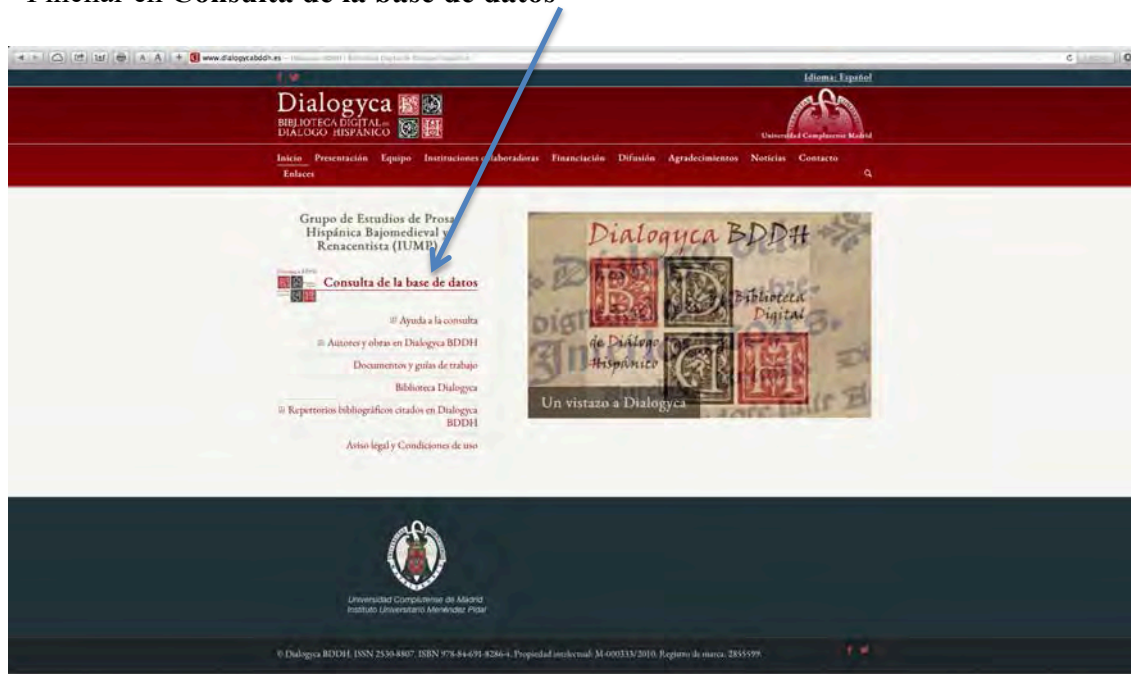 Pinchar en Consulta de la base de datos
www.dialogycabddh.es
Idioma: Español
Dialogyca
BIBLIOTECA DIGITAL DE
DIÁLOGO HISPÁNICO
Universidad Complutense Madrid
Inicio Presentación Equipo Instituciones colaboradoras Financiación Difusión Agradecimientos Noticias Contacto
Enlaces
Grupo de Estudios de Prosa
Hispánica Bajomedieval y
Renacentista (IUMP)
Consulta de la base de datos
Ayuda a la consulta
Autores y obras en Dialogyca BDDH
Documentos y guías de trabajo
Biblioteca Dialogyca
Repertorios bibliográficos citados en Dialogyca
BDDH
Aviso legal y Condiciones de uso
Dialogyca BDDH
B D Biblioteca
Digital
de Diálogo
Hispánico D H
Un vistazo a Dialogyca
Universidad Complutense de Madrid
Instituto Universitario Menéndez Pidal
© Dialogyca BDDH. ISSN 2530-8807. ISBN 978-84-691-8286-4. Propiedad intelectual: M-000333/2010. Registro de marca: 2855599.